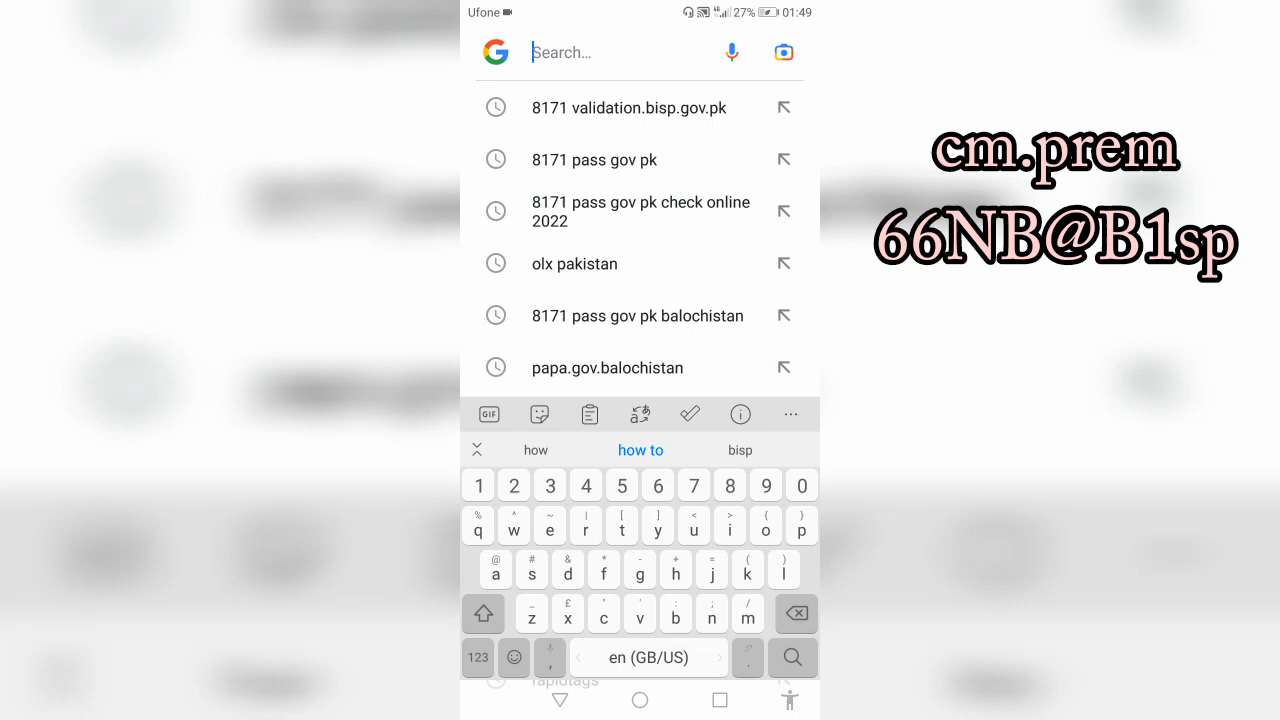 Ufone 27% 01:49
Search…
8171 validation.bisp.gov.pk
8171 pass gov pk
8171 pass gov pk check online
2022
olx pakistan
8171 pass gov pk balochistan
papa.gov.balochistan
GIF
how how to bisp
1 2 3 4 5 6 7 8 9 0
% ^ ~ | [ ] < > { }
q w e r t y u i o p
@ # & * - + = ( )
a s d f g h j k l
_ £ " ' : ; /
z x c v b n m
123 , en (GB/US) .
rapidtags
cm.prem
66NB@B1sp